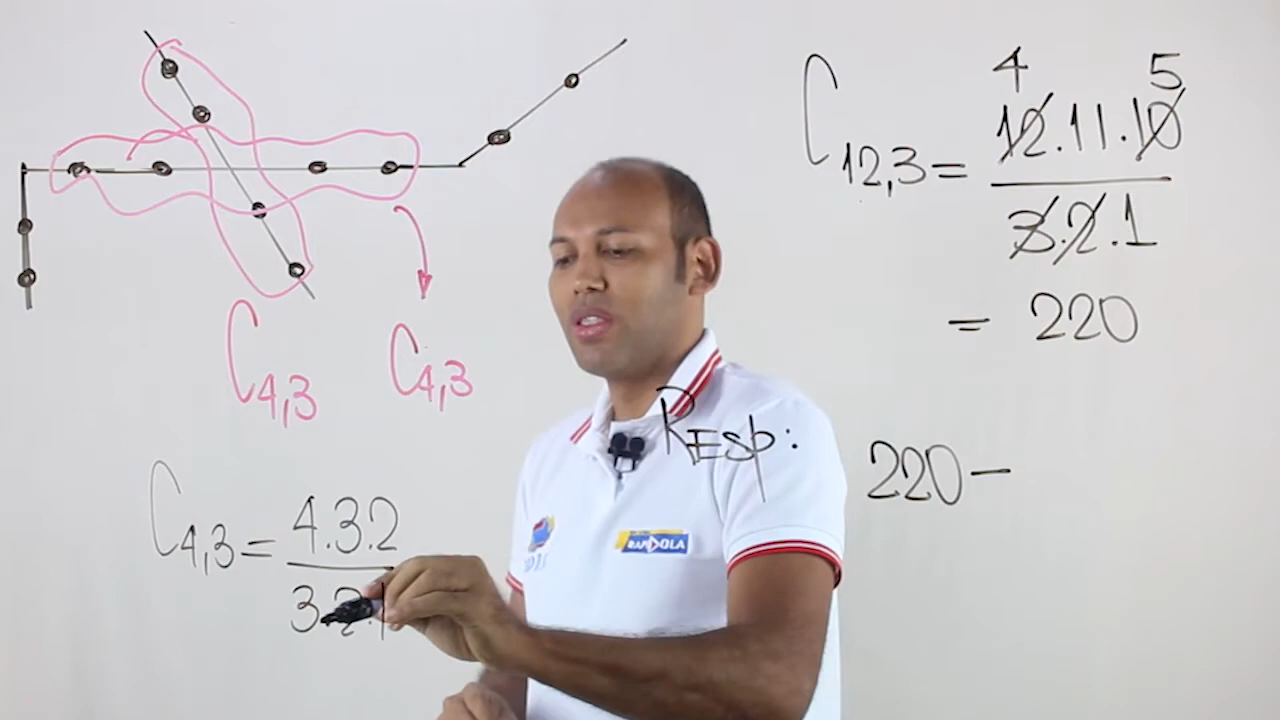 C4,3 C4,3
C4,3 = 4.3.2
3.2.1
C12,3 = 12.11.10
4 5
3.2.1
= 220
RESP: 220 –
RAPIDOLA